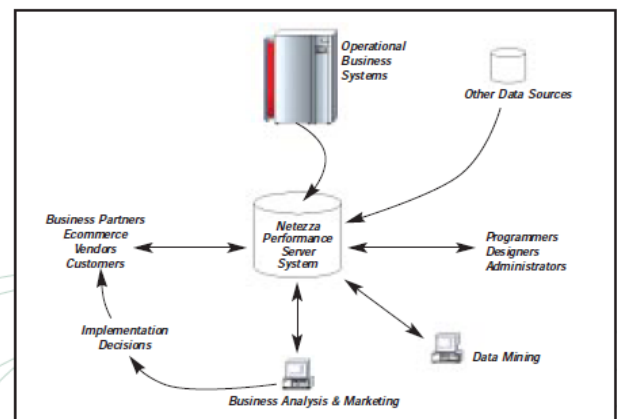 Operational
Business
Systems
Other Data Sources
Netezza
Performance
Server
System
Business Partners
Ecommerce
Vendors
Customers
Programmers
Designers
Administrators
Implementation
Decisions
Data Mining
Business Analysis & Marketing